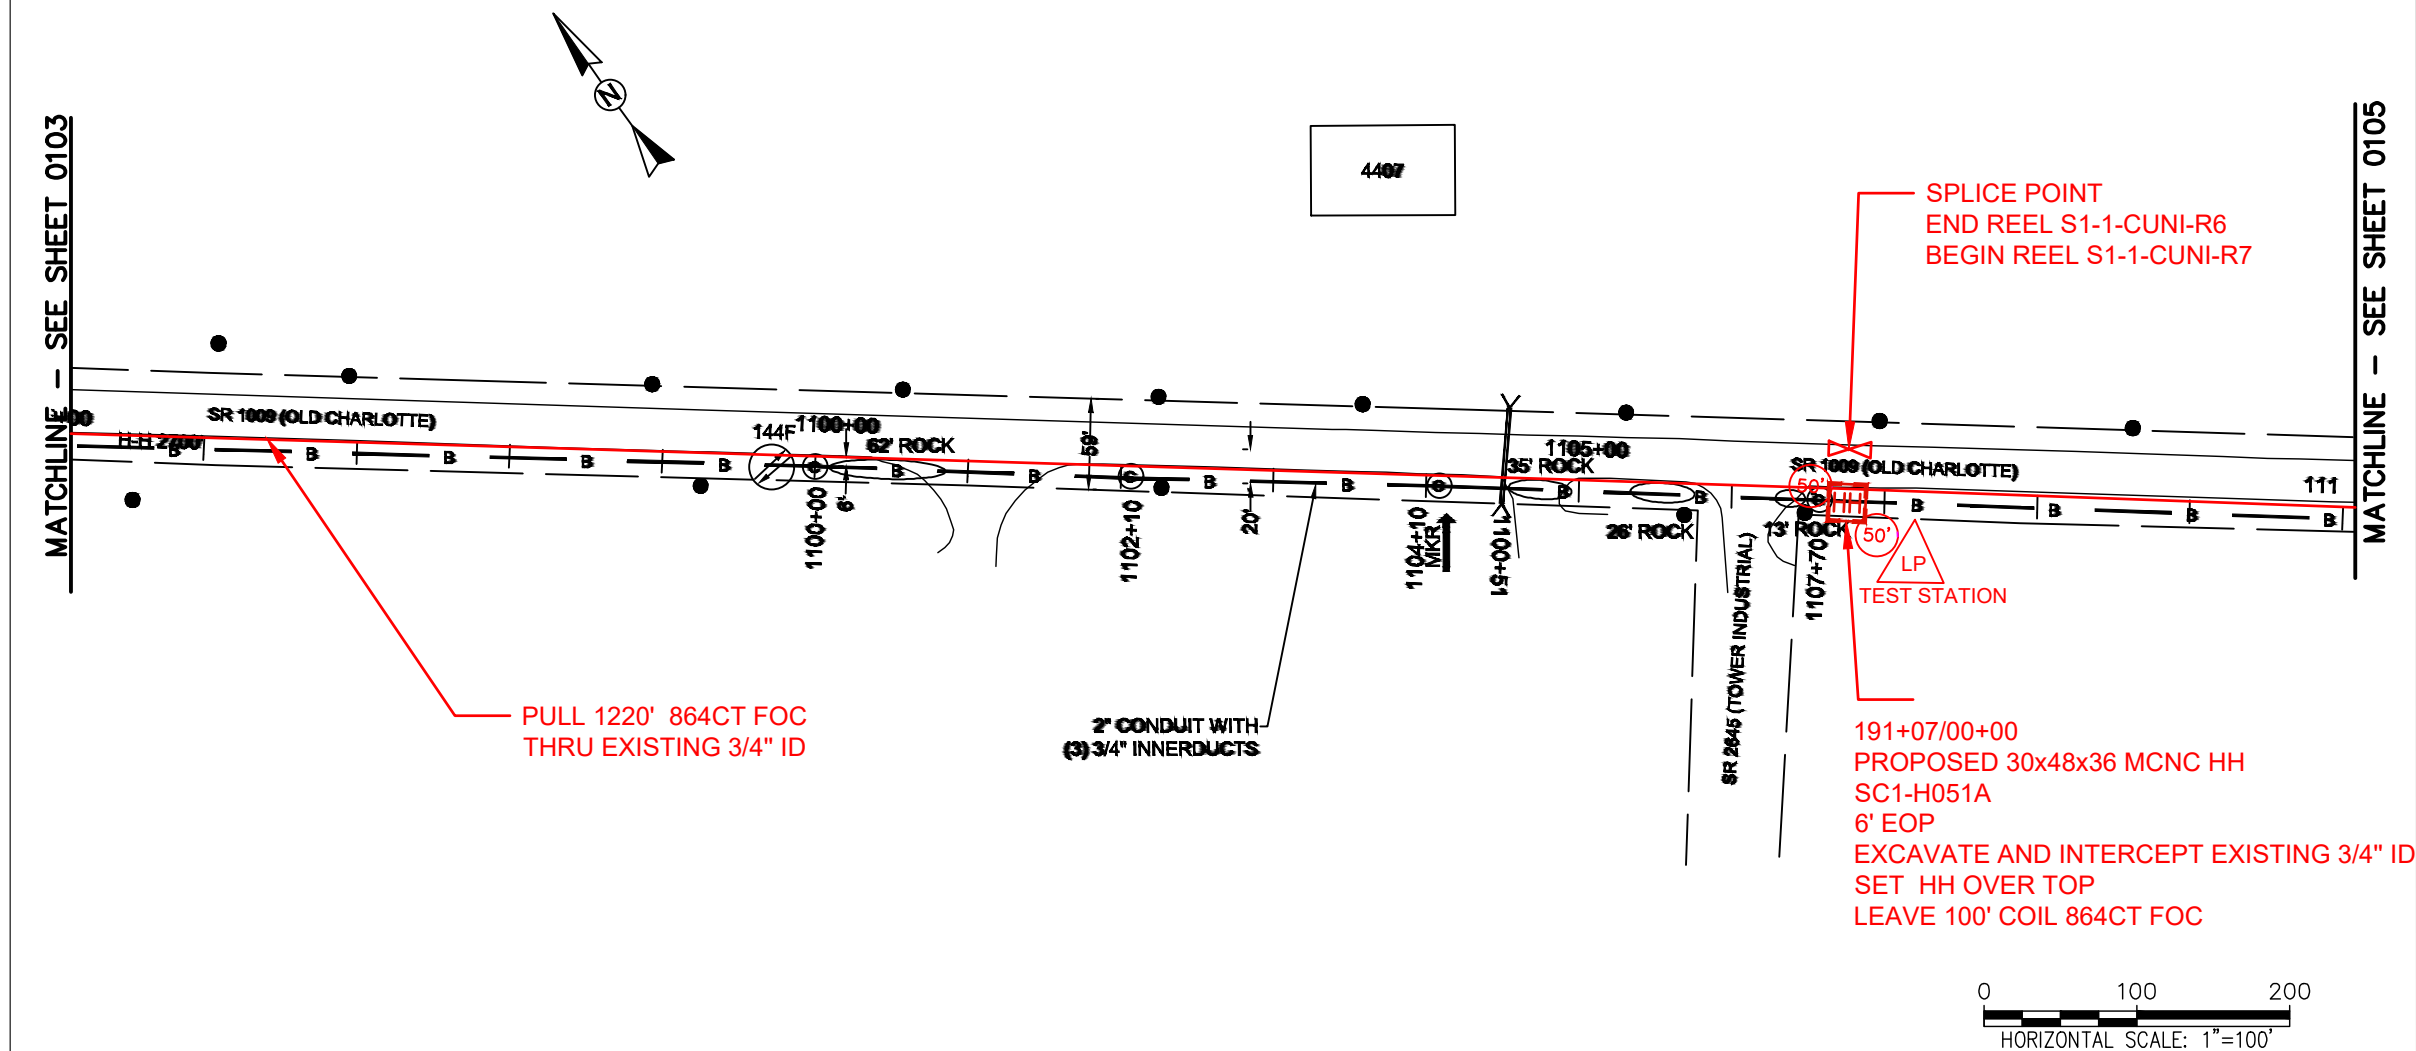 N
4407
MATCHLINE - SEE SHEET 0103
MATCHLINE - SEE SHEET 0105
SPLICE POINT
END REEL S1-1-CUNI-R6
BEGIN REEL S1-1-CUNI-R7
SR 1009 (OLD CHARLOTTE)
H-H 2700'
144F
1100+00
62' ROCK
59'
6'
20'
1100+00
1102+10
1104+10
MKR
1100+51
35' ROCK
1105+00
26' ROCK
SR 1009 (OLD CHARLOTTE)
111
50'
HH
13' ROCK
50'
LP
TEST STATION
1107+70
SR 2645 (TOWER INDUSTRIAL)
B B B B B B B B B B B B B B B B B
C C C C
PULL 1220' 864CT FOC
THRU EXISTING 3/4" ID
2" CONDUIT WITH
(3) 3/4" INNERDUCTS
191+07/00+00
PROPOSED 30x48x36 MCNC HH
SC1-H051A
6' EOP
EXCAVATE AND INTERCEPT EXISTING 3/4" ID
SET HH OVER TOP
LEAVE 100' COIL 864CT FOC
0 100 200
HORIZONTAL SCALE: 1"=100'